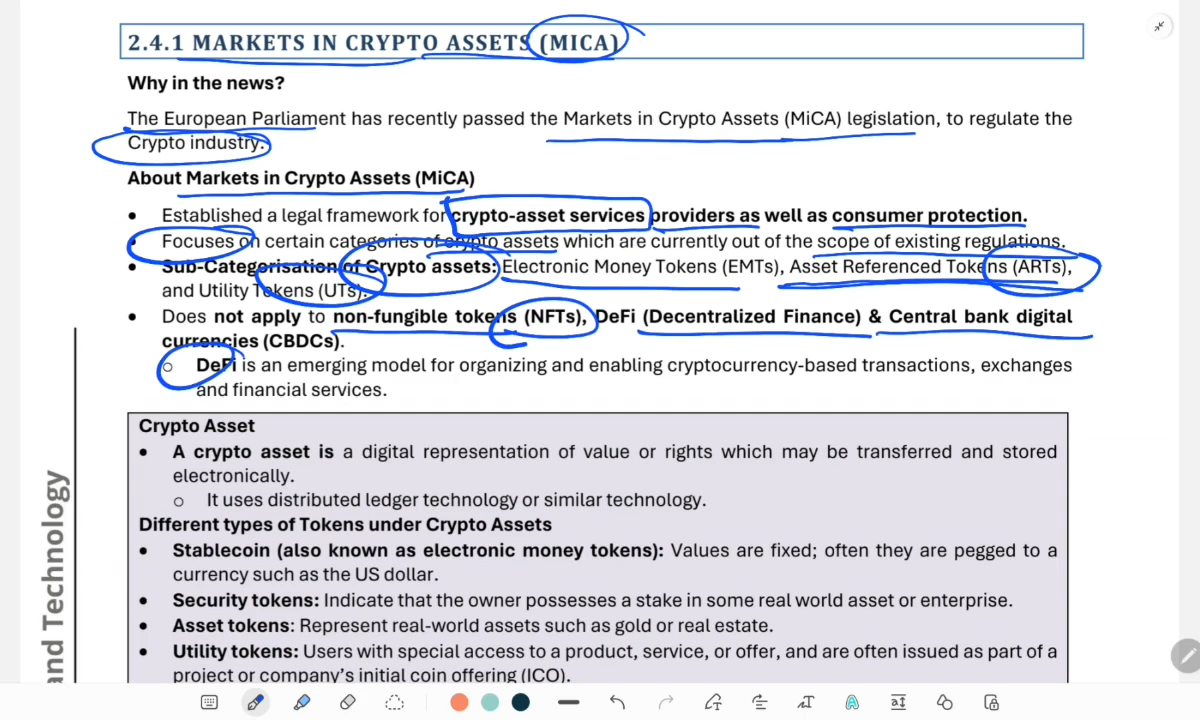 2.4.1 MARKETS IN CRYPTO ASSETS (MICA)
Why in the news?
The European Parliament has recently passed the Markets in Crypto Assets (MiCA) legislation, to regulate the
Crypto industry.
About Markets in Crypto Assets (MiCA)
• Established a legal framework for crypto-asset services providers as well as consumer protection.
• Focuses on certain categories of crypto assets which are currently out of the scope of existing regulations.
• Sub-Categorisation of Crypto assets: Electronic Money Tokens (EMTs), Asset Referenced Tokens (ARTs),
and Utility Tokens (UTs).
• Does not apply to non-fungible tokens (NFTs), DeFi (Decentralized Finance) & Central bank digital
currencies (CBDCs).
o DeFi is an emerging model for organizing and enabling cryptocurrency-based transactions, exchanges
and financial services.
Crypto Asset
• A crypto asset is a digital representation of value or rights which may be transferred and stored
electronically.
o It uses distributed ledger technology or similar technology.
Different types of Tokens under Crypto Assets
• Stablecoin (also known as electronic money tokens): Values are fixed; often they are pegged to a
currency such as the US dollar.
• Security tokens: Indicate that the owner possesses a stake in some real world asset or enterprise.
• Asset tokens: Represent real-world assets such as gold or real estate.
• Utility tokens: Users with special access to a product, service, or offer, and are often issued as part of a
project or company's initial coin offering (ICO).
and Technology